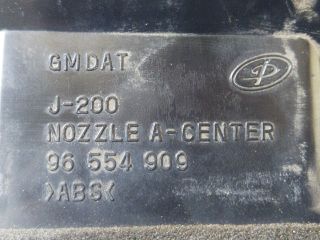 GMDAT
J-200
NOZZLE A-CENTER
96 554 909
>ABS<